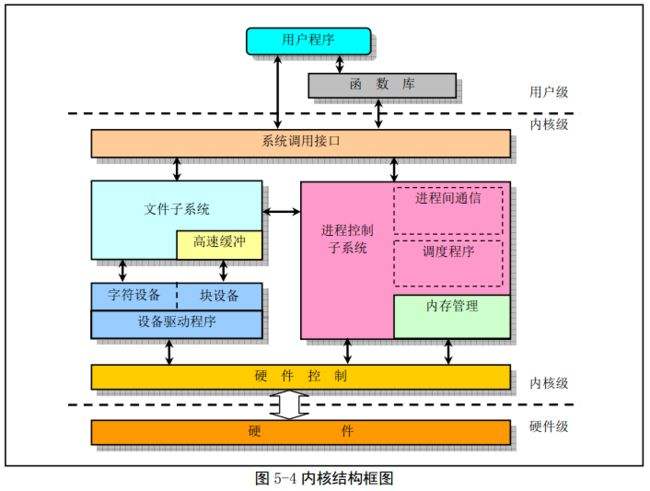 用户程序
函 数 库
用户级
内核级
系统调用接口
文件子系统
高速缓冲
进程控制
子系统
进程间通信
调度程序
内存管理
字符设备
块设备
设备驱动程序
硬 件 控 制
内核级
硬件级
硬 件
图 5-4 内核结构框图